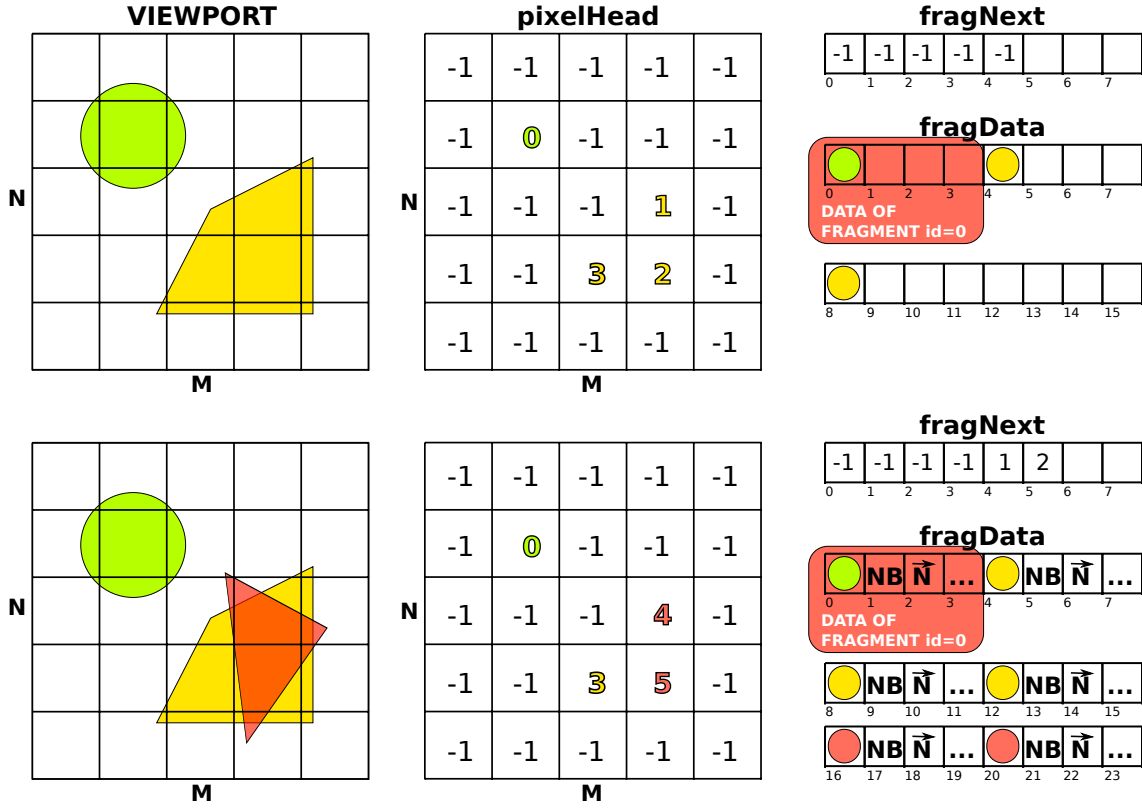 VIEWPORT
pixelHead
fragNext
-1 -1 -1 -1 -1
-1 0 -1 -1 -1
-1 -1 -1 1 -1
-1 -1 3 2 -1
-1 -1 -1 -1 -1
N
M
N
M
-1 -1 -1 -1 -1
0 1 2 3 4 5 6 7
fragData
0 1 2 3 4 5 6 7
DATA OF
FRAGMENT id=0
8 9 10 11 12 13 14 15
N
M
-1 -1 -1 -1 -1
-1 0 -1 -1 -1
-1 -1 -1 4 -1
-1 -1 3 5 -1
-1 -1 -1 -1 -1
N
M
fragNext
-1 -1 -1 -1 1 2
0 1 2 3 4 5 6 7
fragData
NB N ... NB N ...
0 1 2 3 4 5 6 7
DATA OF
FRAGMENT id=0
NB N ... NB N ...
8 9 10 11 12 13 14 15
NB N ... NB N ...
16 17 18 19 20 21 22 23